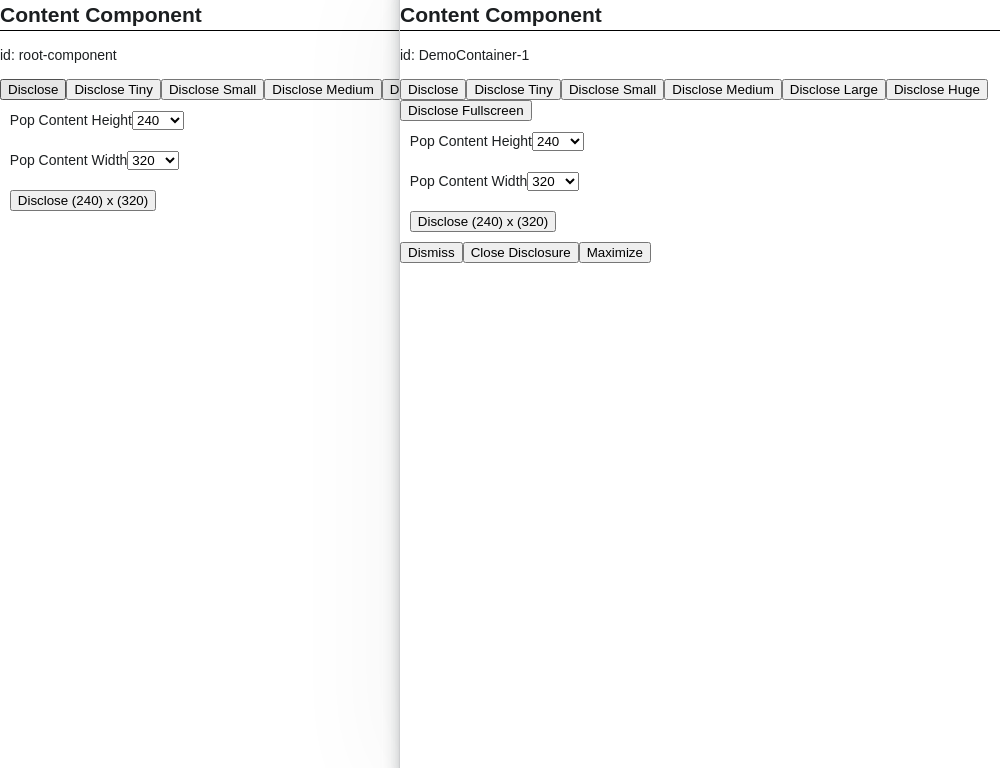 Content Component
id: root-component
Disclose Disclose Tiny Disclose Small Disclose Medium
Pop Content Height 240
Pop Content Width 320
Disclose (240) x (320)
Content Component
id: DemoContainer-1
Disclose Disclose Tiny Disclose Small Disclose Medium Disclose Large Disclose Huge
Disclose Fullscreen
Pop Content Height 240
Pop Content Width 320
Disclose (240) x (320)
Dismiss Close Disclosure Maximize